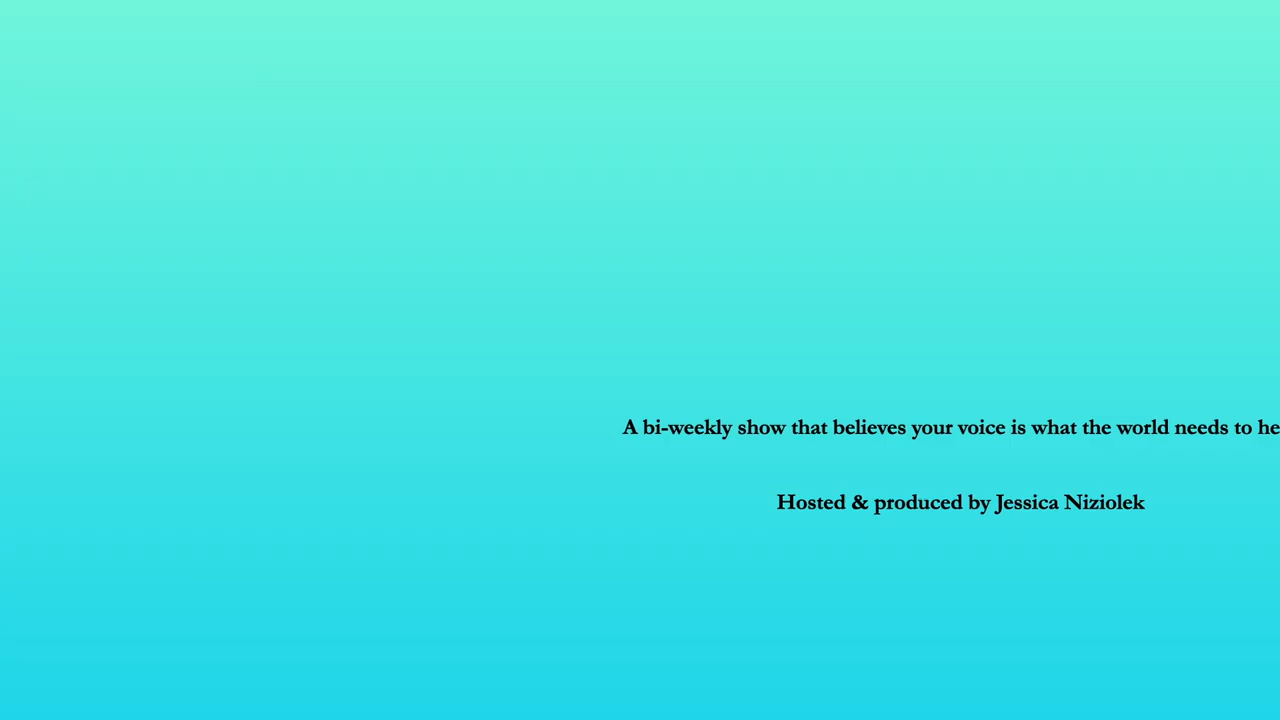 A bi-weekly show that believes your voice is what the world needs to he
Hosted & produced by Jessica Niziolek